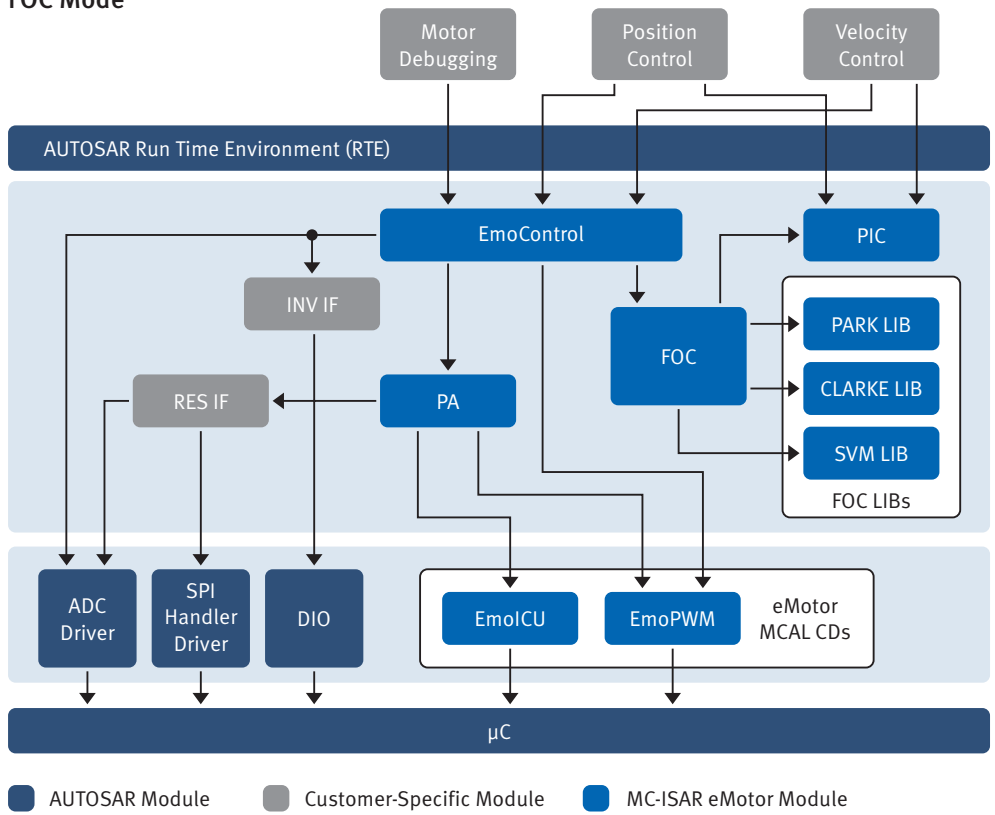 FOC Mode
Motor
Debugging
Position
Control
Velocity
Control
AUTOSAR Run Time Environment (RTE)
EmoControl
PIC
INV IF
FOC
PARK LIB
RES IF
PA
CLARKE LIB
SVM LIB
FOC LIBs
ADC
Driver
SPI
Handler
Driver
DIO
EmoICU
EmoPWM
eMotor
MCAL CDs
µC
AUTOSAR Module
Customer-Specific Module
MC-ISAR eMotor Module